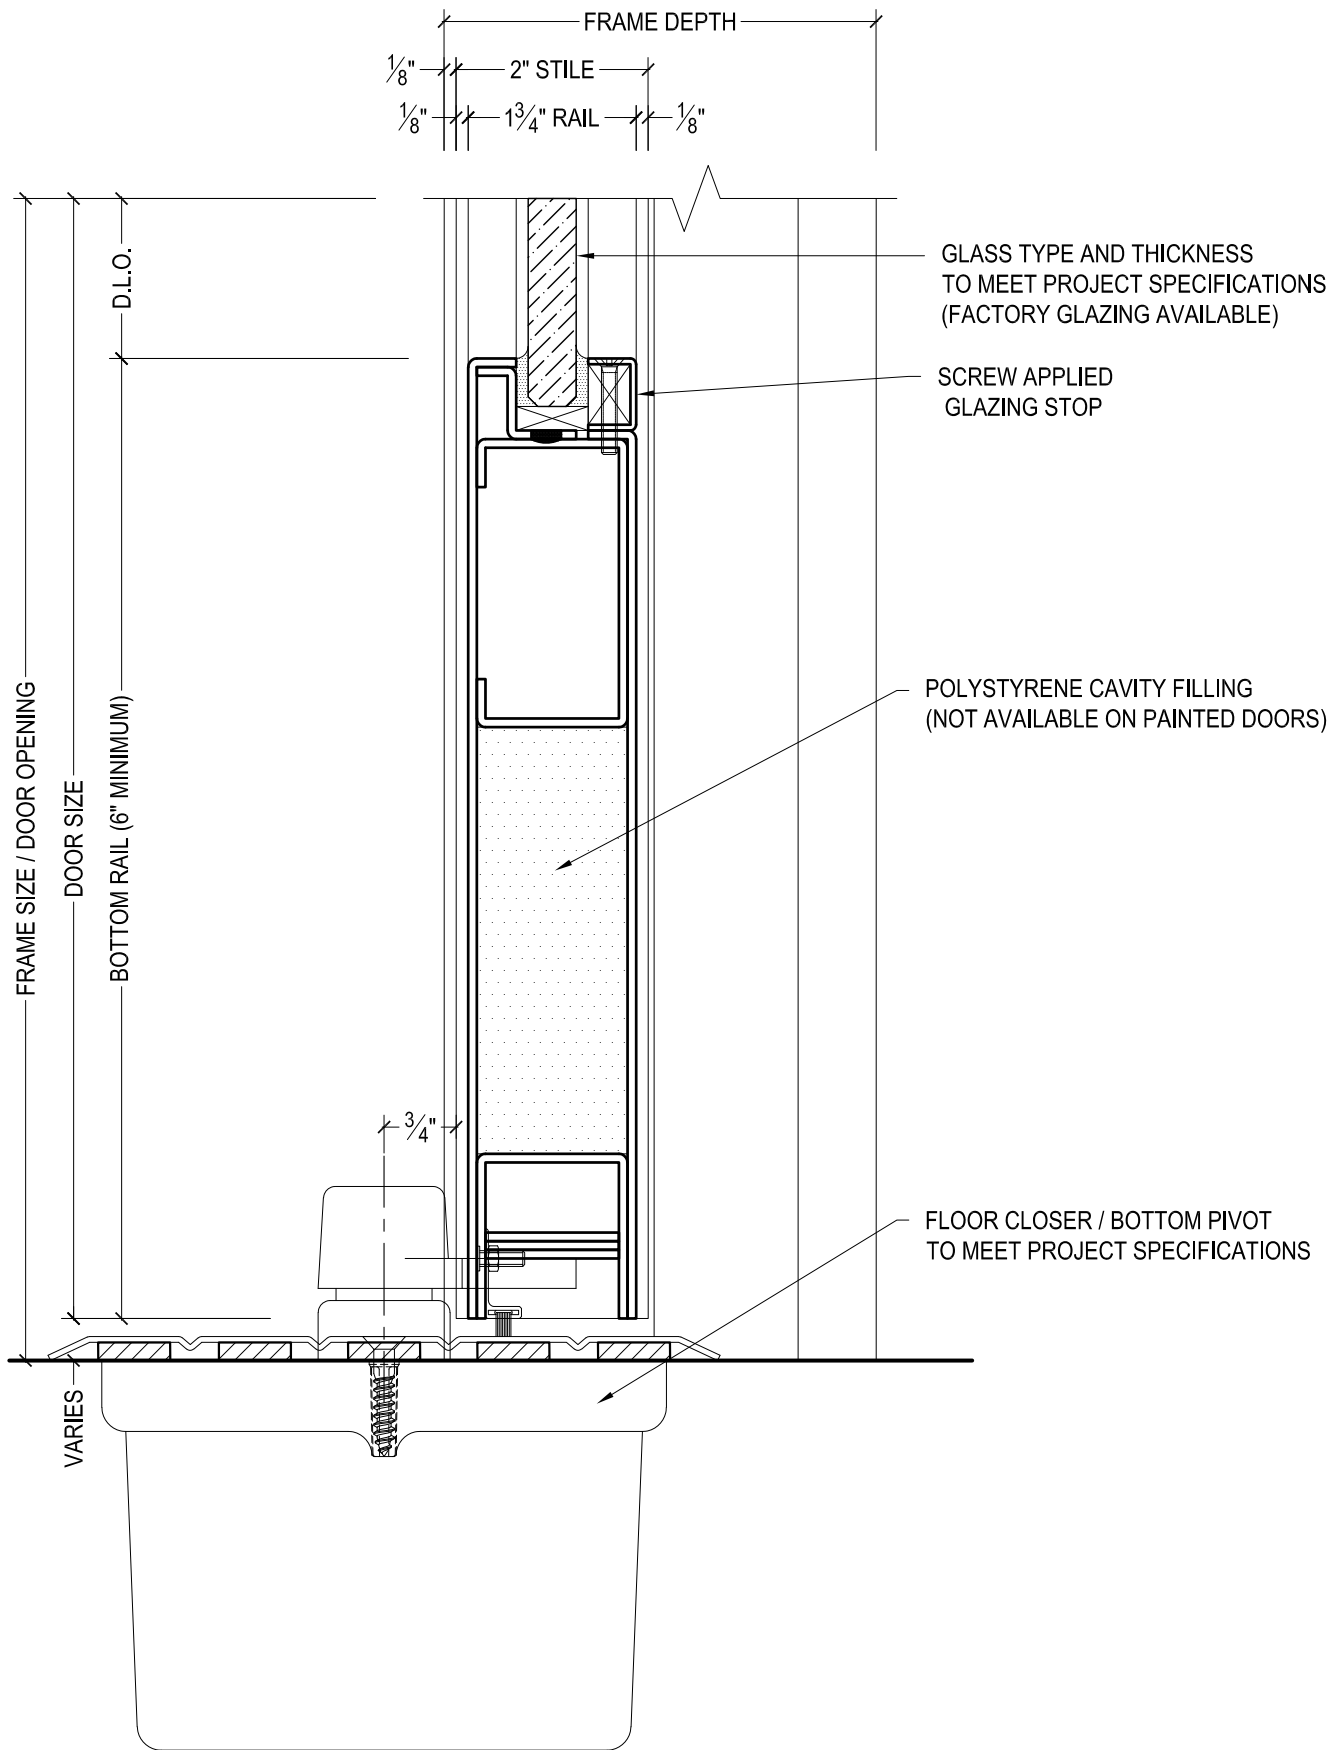 FRAME DEPTH
1/8"
2" STILE
1/8"
1 3/4" RAIL
1/8"
D.L.O.
GLASS TYPE AND THICKNESS
TO MEET PROJECT SPECIFICATIONS
(FACTORY GLAZING AVAILABLE)
SCREW APPLIED
GLAZING STOP
FRAME SIZE / DOOR OPENING
DOOR SIZE
BOTTOM RAIL (6" MINIMUM)
POLYSTYRENE CAVITY FILLING
(NOT AVAILABLE ON PAINTED DOORS)
3/4"
FLOOR CLOSER / BOTTOM PIVOT
TO MEET PROJECT SPECIFICATIONS
VARIES